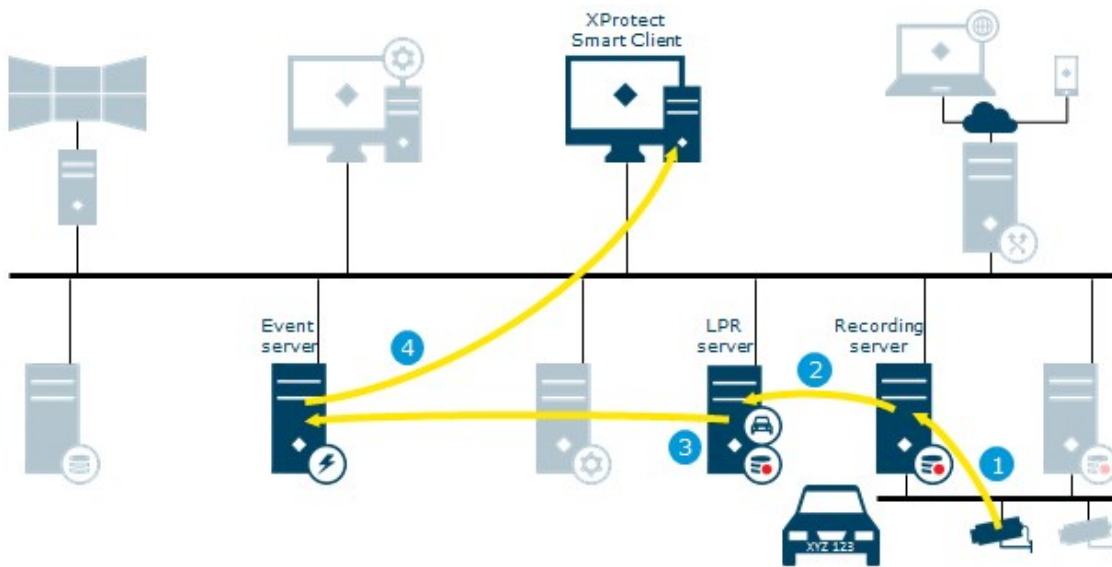 XProtect
Smart Client
Event
server
4
LPR
server
Recording
server
2
3
1
XYZ 123